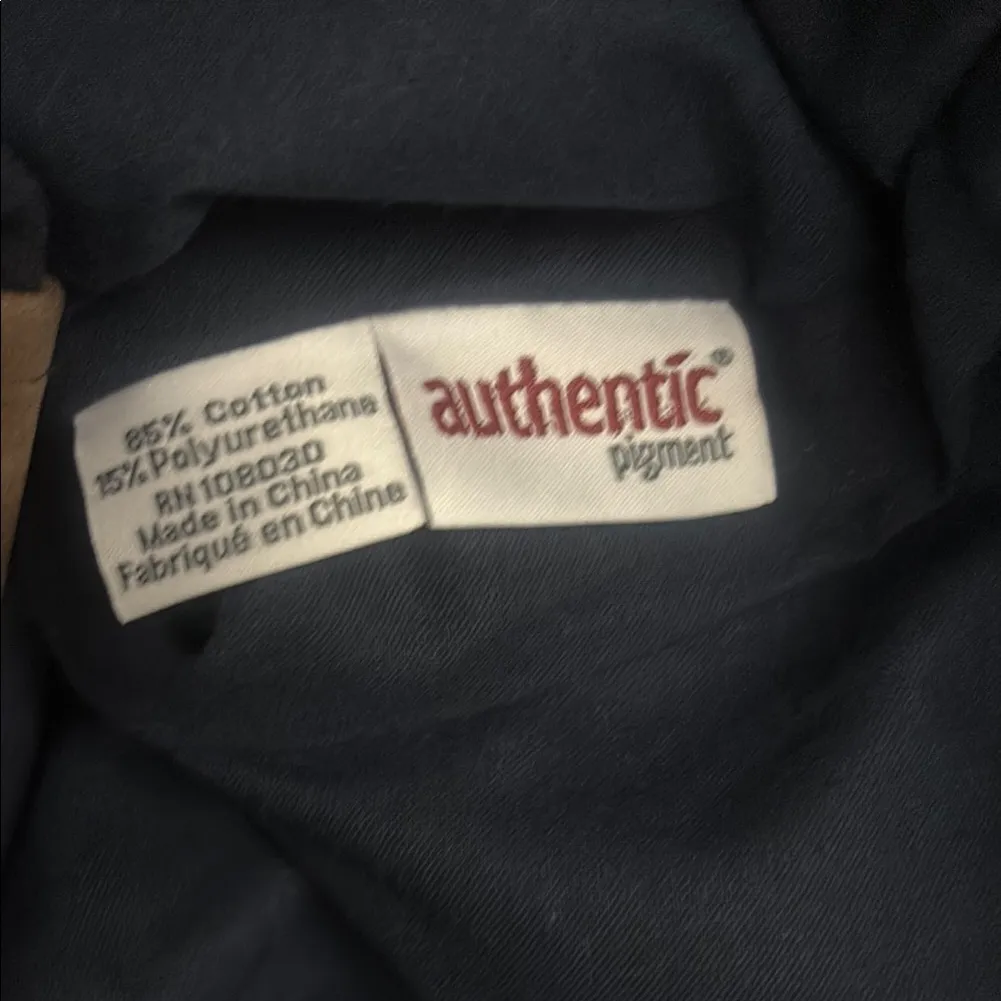 85% Cotton
15% Polyurethane
RN 108030
Made in China
Fabriqué en Chine
authentic®
pigment